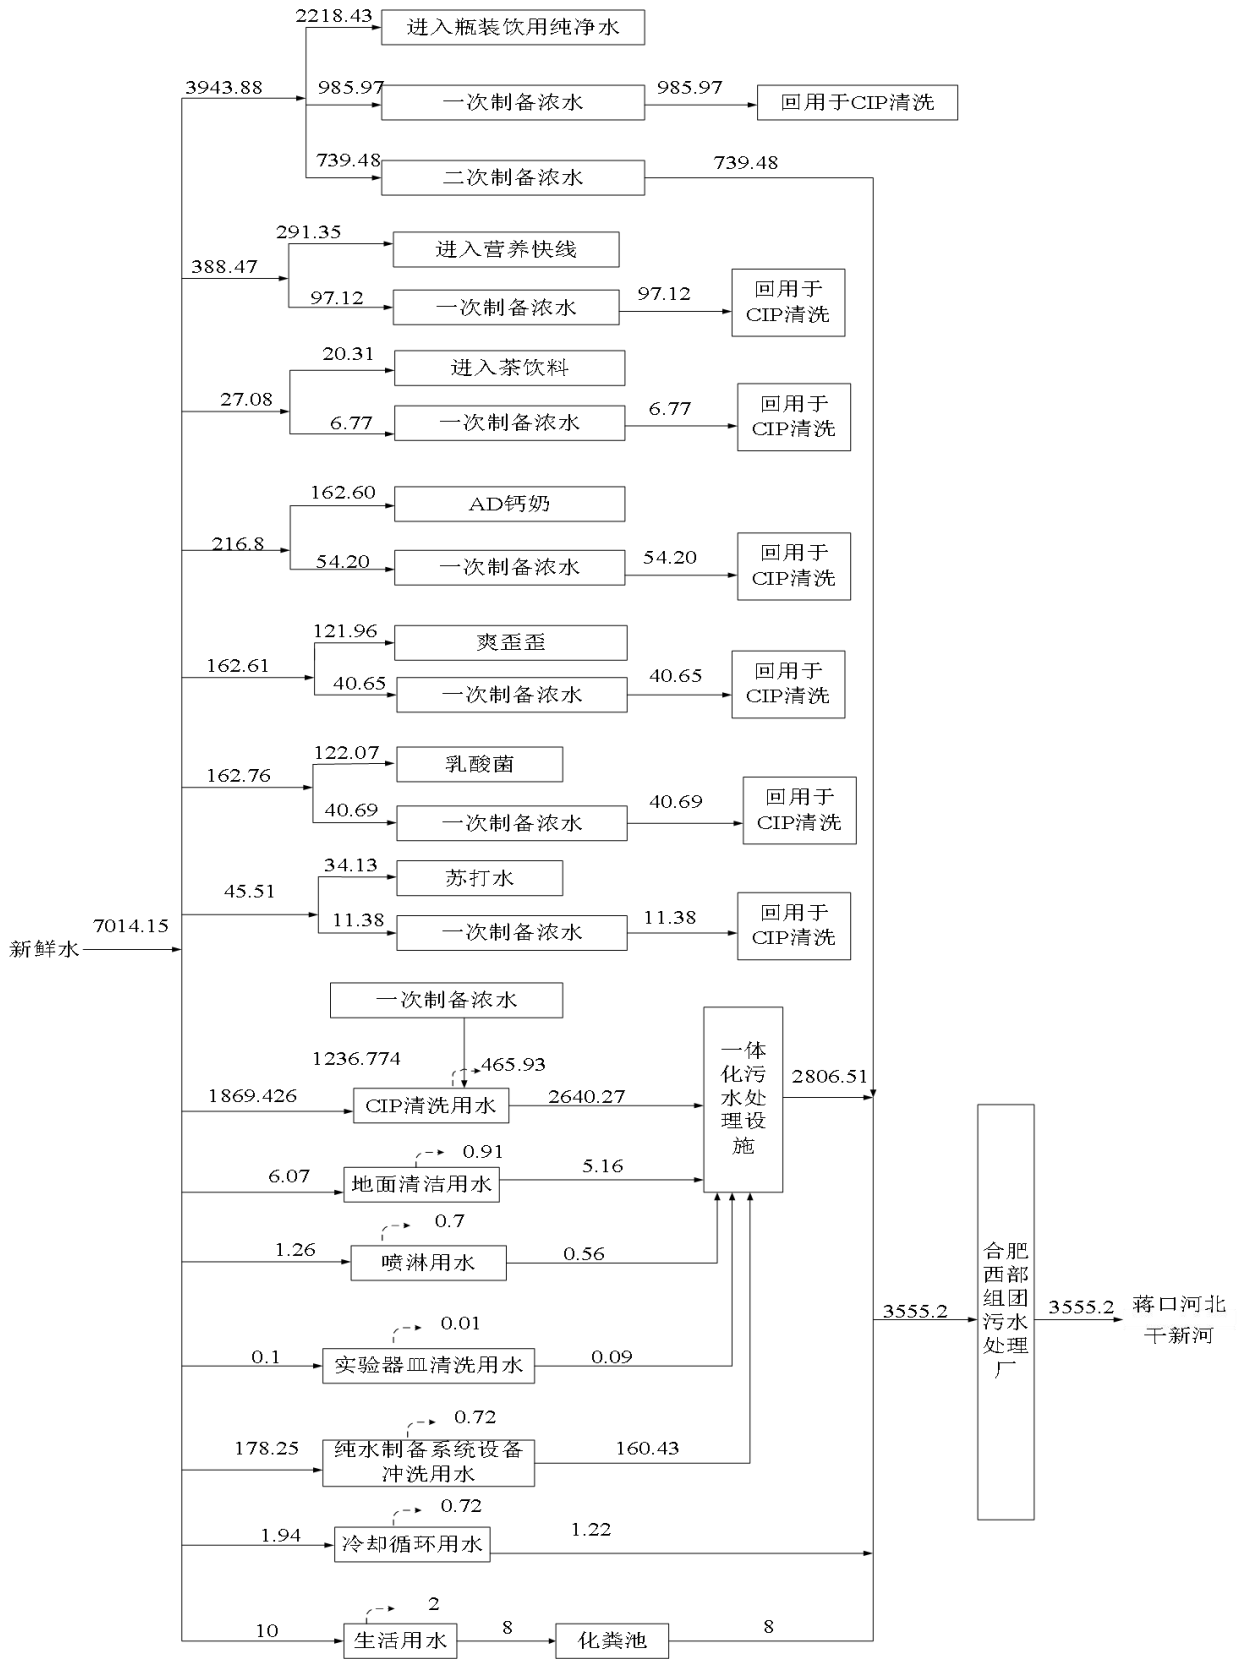 2218.43
进入瓶装饮用纯净水
3943.88
985.97
一次制备浓水
985.97
回用于CIP清洗
739.48
二次制备浓水
739.48
291.35
进入营养快线
388.47
97.12
一次制备浓水
97.12
回用于
CIP清洗
20.31
进入茶饮料
27.08
6.77
一次制备浓水
6.77
回用于
CIP清洗
162.60
AD钙奶
216.8
54.20
一次制备浓水
54.20
回用于
CIP清洗
121.96
爽歪歪
162.61
40.65
一次制备浓水
40.65
回用于
CIP清洗
122.07
乳酸菌
162.76
40.69
一次制备浓水
40.69
回用于
CIP清洗
34.13
苏打水
45.51
11.38
一次制备浓水
11.38
回用于
CIP清洗
新鲜水
7014.15
一次制备浓水
1236.774
465.93
1869.426
CIP清洗用水
2640.27
一体
化污
水处
理设
施
2806.51
0.91
6.07
地面清洁用水
5.16
0.7
1.26
喷淋用水
0.56
0.01
0.1
实验器皿清洗用水
0.09
0.72
178.25
纯水制备系统设备
冲洗用水
160.43
0.72
1.94
冷却循环用水
1.22
2
10
生活用水
8
化粪池
8
3555.2
合肥
西部
组团
污水
处理
厂
3555.2
蒋口河北
干新河